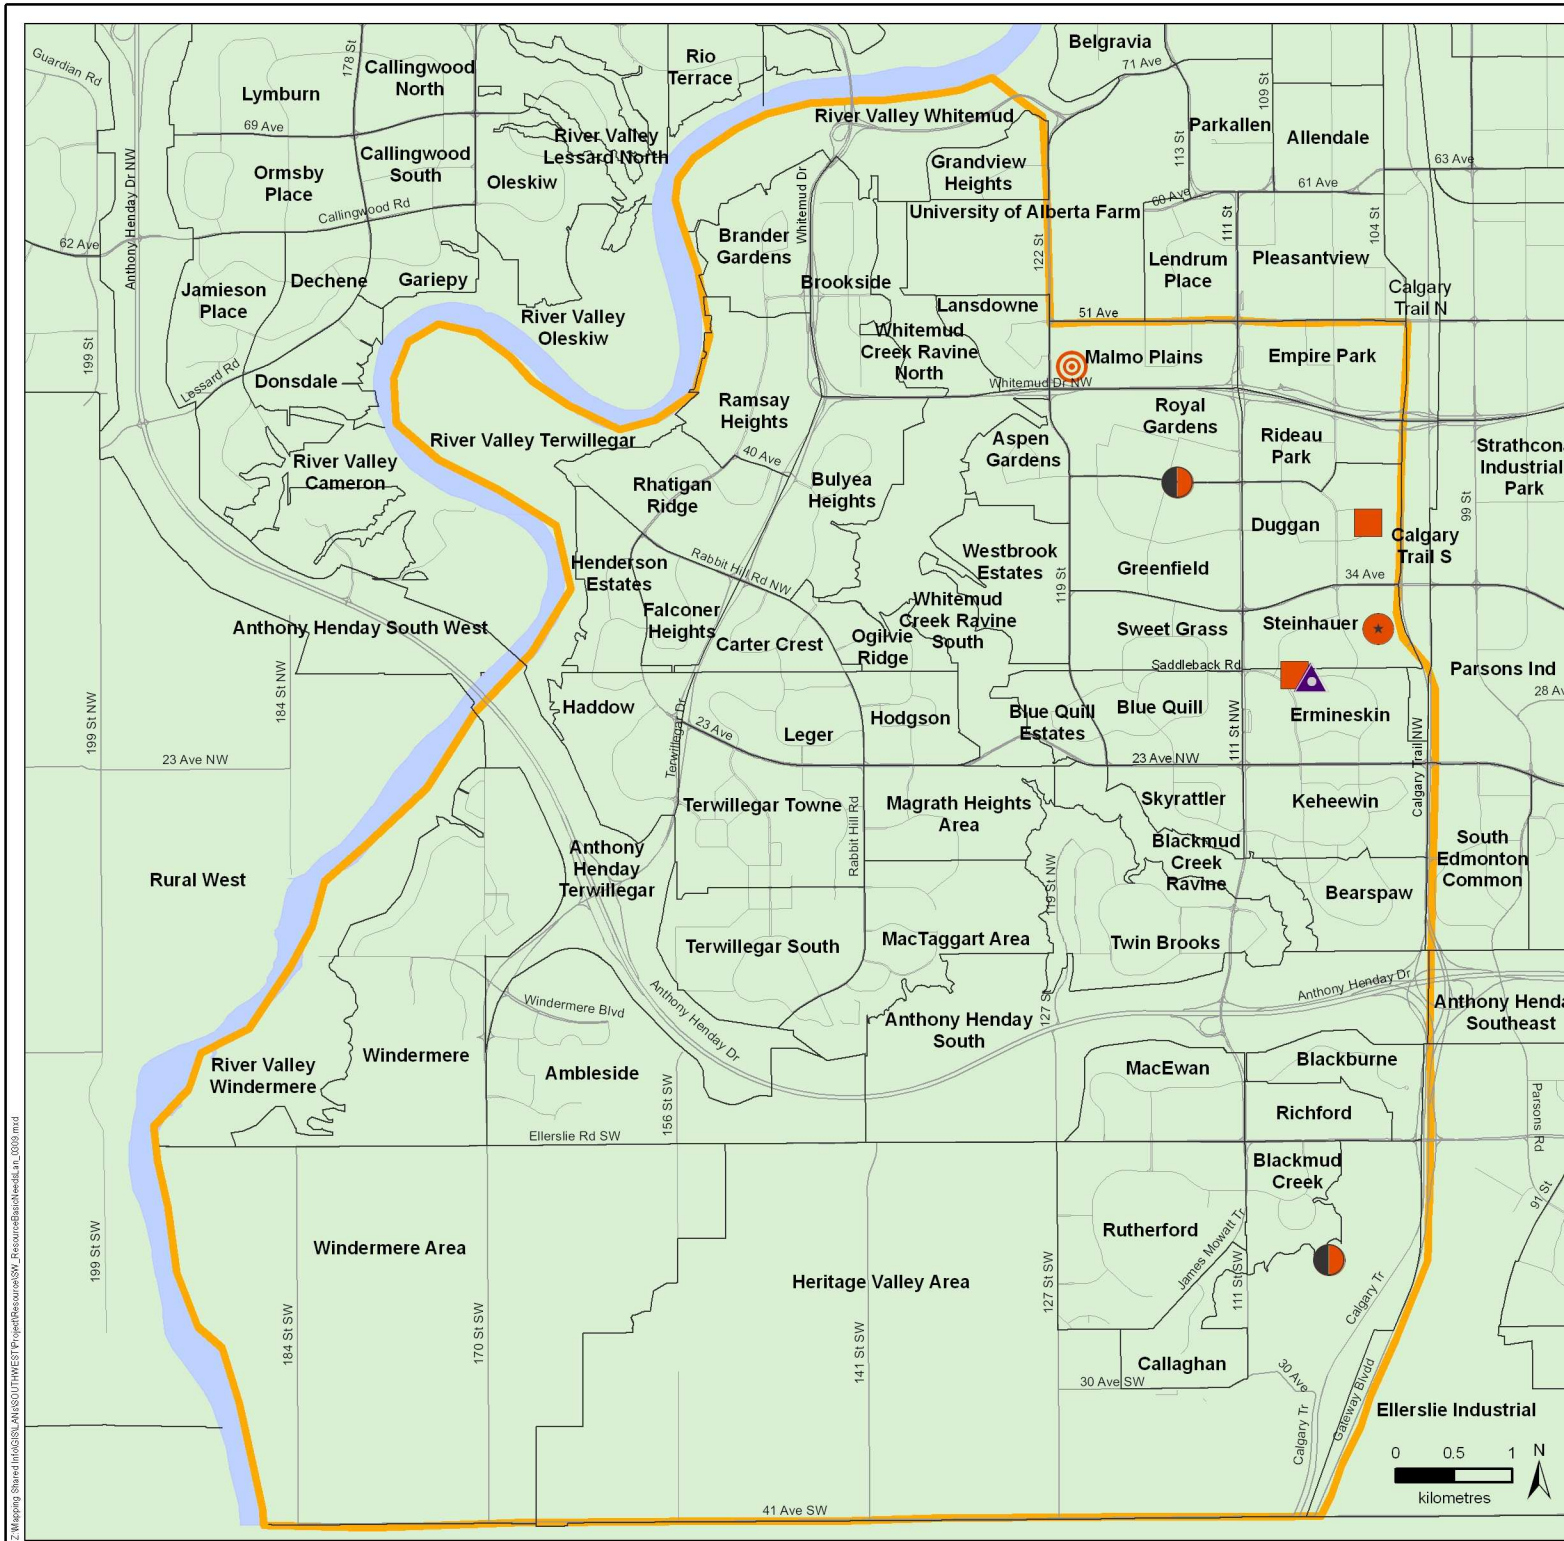 Belgravia
Rio
Terrace
Guardian Rd
178 St
Callingwood
North
71 Ave
109 St
Lymburn
River Valley Whitemud
Parkallen
69 Ave
River Valley
Lessard North
Allendale
Anthony Henday Dr NW
Callingwood
South
113 St
63 Ave
Grandview
Heights
Ormsby
Place
Oleskiw
61 Ave
60 Ave
Callingwood Rd
University of Alberta Farm
Whitemud Dr
111 St
104 St
62 Ave
Brander
Gardens
122 St
Lendrum
Place
Pleasantview
Jamieson
Place
Dechene
Gariepy
Brookside
Calgary
Trail N
Lansdowne
51 Ave
River Valley
Oleskiw
199 St
Whitemud
Creek Ravine
North
Malmo Plains
Empire Park
Lessard Rd
Donsdale
Whitemud Dr NW
Ramsay
Heights
Royal
Gardens
River Valley Terwillegar
Aspen
Gardens
Rideau
Park
Strathcon
Industrial
Park
40 Ave
River Valley
Cameron
Rhatigan
Ridge
Bulyea
Heights
99 St
Duggan
Calgary
Trail S
Henderson
Estates
Rabbit Hill Rd NW
Westbrook
Estates
119 St
Greenfield
34 Ave
Falconer
Heights
Whitemud
Creek Ravine
South
Anthony Henday South West
Carter Crest
Ogilvie
Ridge
Sweet Grass
Steinhauer
Saddleback Rd
Parsons Ind
184 St NW
199 St NW
28 Av
Haddow
Terwillegar Dr
23 Ave
Leger
Hodgson
Blue Quill
Estates
Blue Quill
111 St NW
Ermineskin
Calgary Trail NW
23 Ave NW
23 Ave NW
Terwillegar Towne
Rabbit Hill Rd
Magrath Heights
Area
Skyrattler
Keheewin
Anthony
Henday
Terwillegar
Blackmud
Creek
Ravine
South
Edmonton
Common
Rural West
119 St NW
Bearspaw
Terwillegar South
MacTaggart Area
Twin Brooks
Windermere Blvd
Anthony Henday Dr
127 St
Anthony Henday Dr
Anthony Henda
Southeast
Anthony Henday
South
River Valley
Windermere
Windermere
Ambleside
MacEwan
Blackburne
156 St SW
Richford
Parsons Rd
Ellerslie Rd SW
Blackmud
Creek
91 St
199 St SW
Windermere Area
Rutherford
James Mowatt Tr
Heritage Valley Area
127 St SW
111 St SW
Calgary Tr
184 St SW
170 St SW
141 St SW
Callaghan
30 Ave SW
30 Ave
Calgary Tr
Gateway Blvdd
Ellerslie Industrial
0 0.5 1
kilometres
N
41 Ave SW